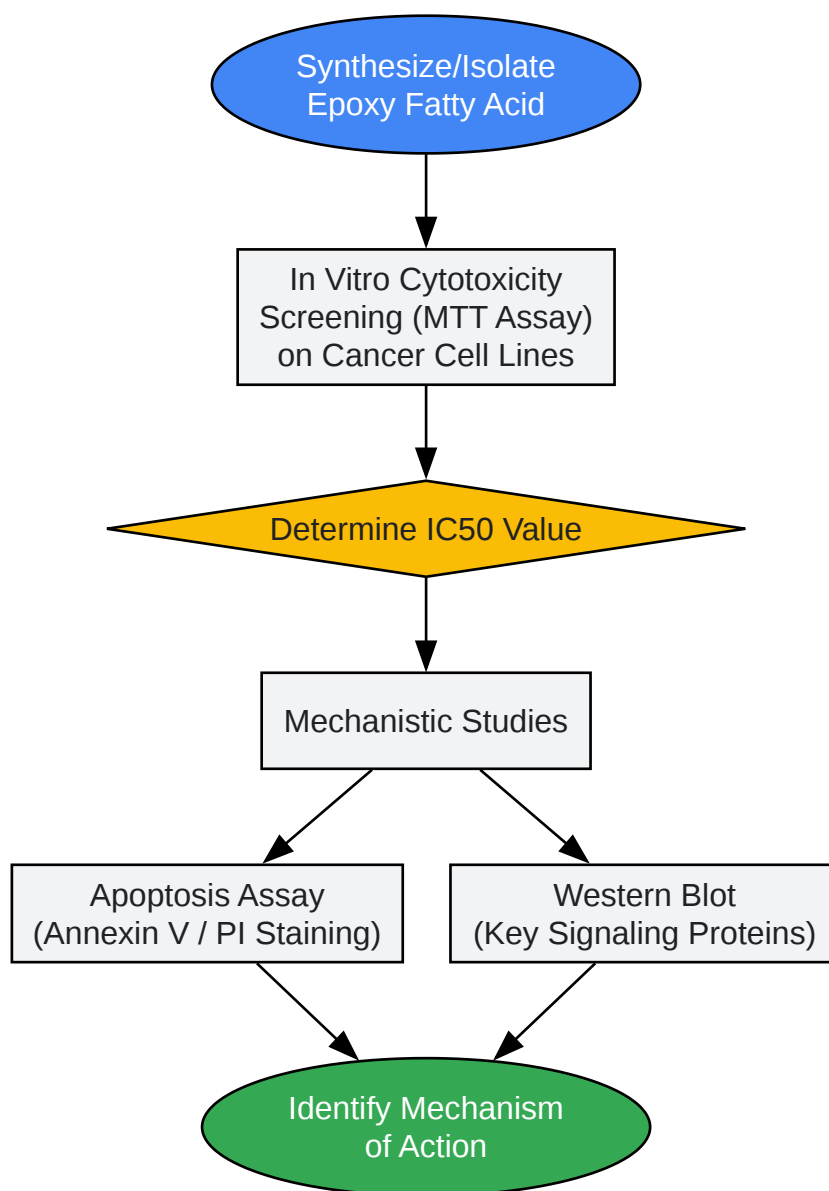 Synthesize/Isolate
Epoxy Fatty Acid
In Vitro Cytotoxicity
Screening (MTT Assay)
on Cancer Cell Lines
Determine IC50 Value
Mechanistic Studies
Apoptosis Assay
(Annexin V / PI Staining)
Western Blot
(Key Signaling Proteins)
Identify Mechanism
of Action